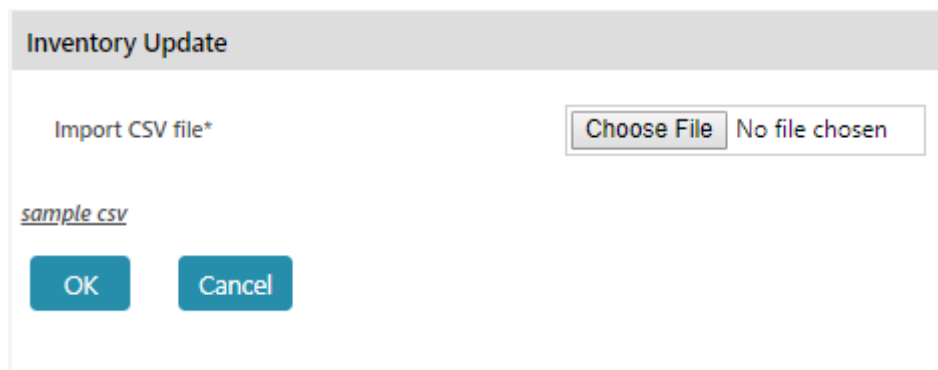 Inventory Update
Import CSV file* Choose File No file chosen
sample csv
OK Cancel